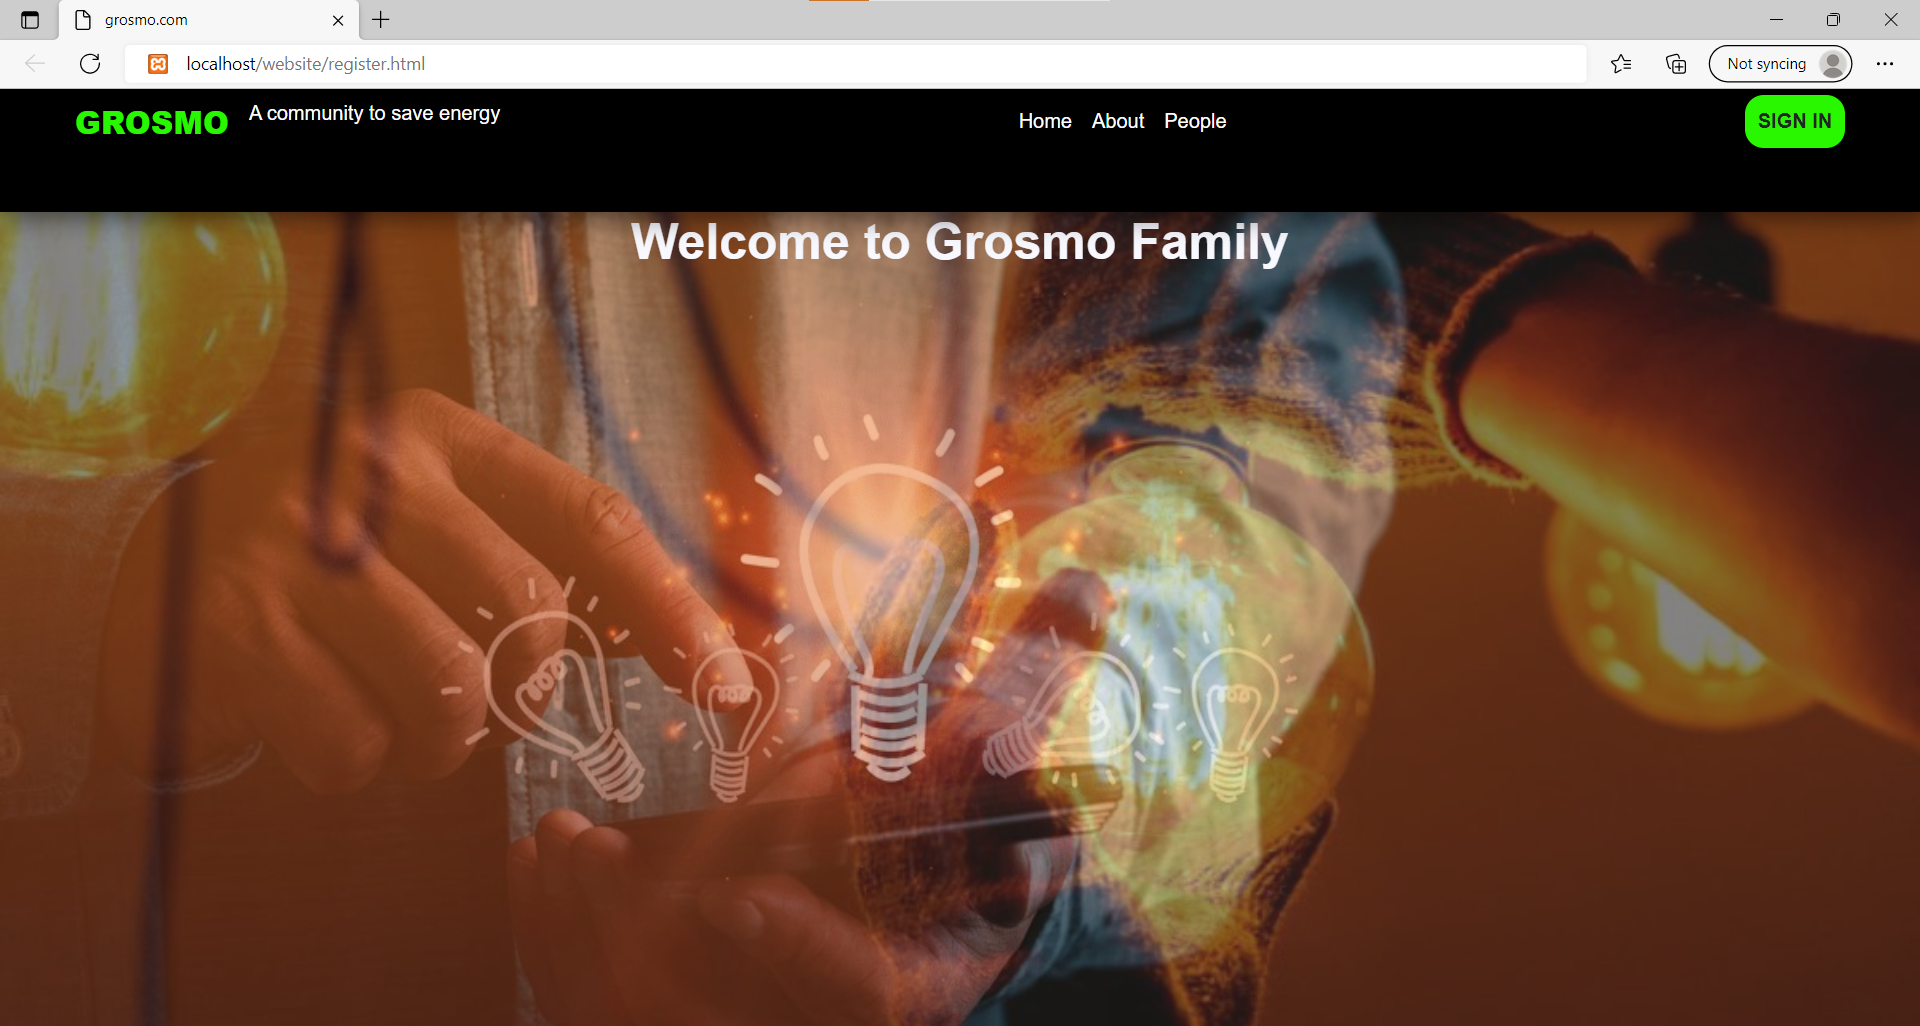 grosmo.com
localhost/website/register.html
Not syncing
GROSMO
A community to save energy
Home About People
SIGN IN
Welcome to Grosmo Family